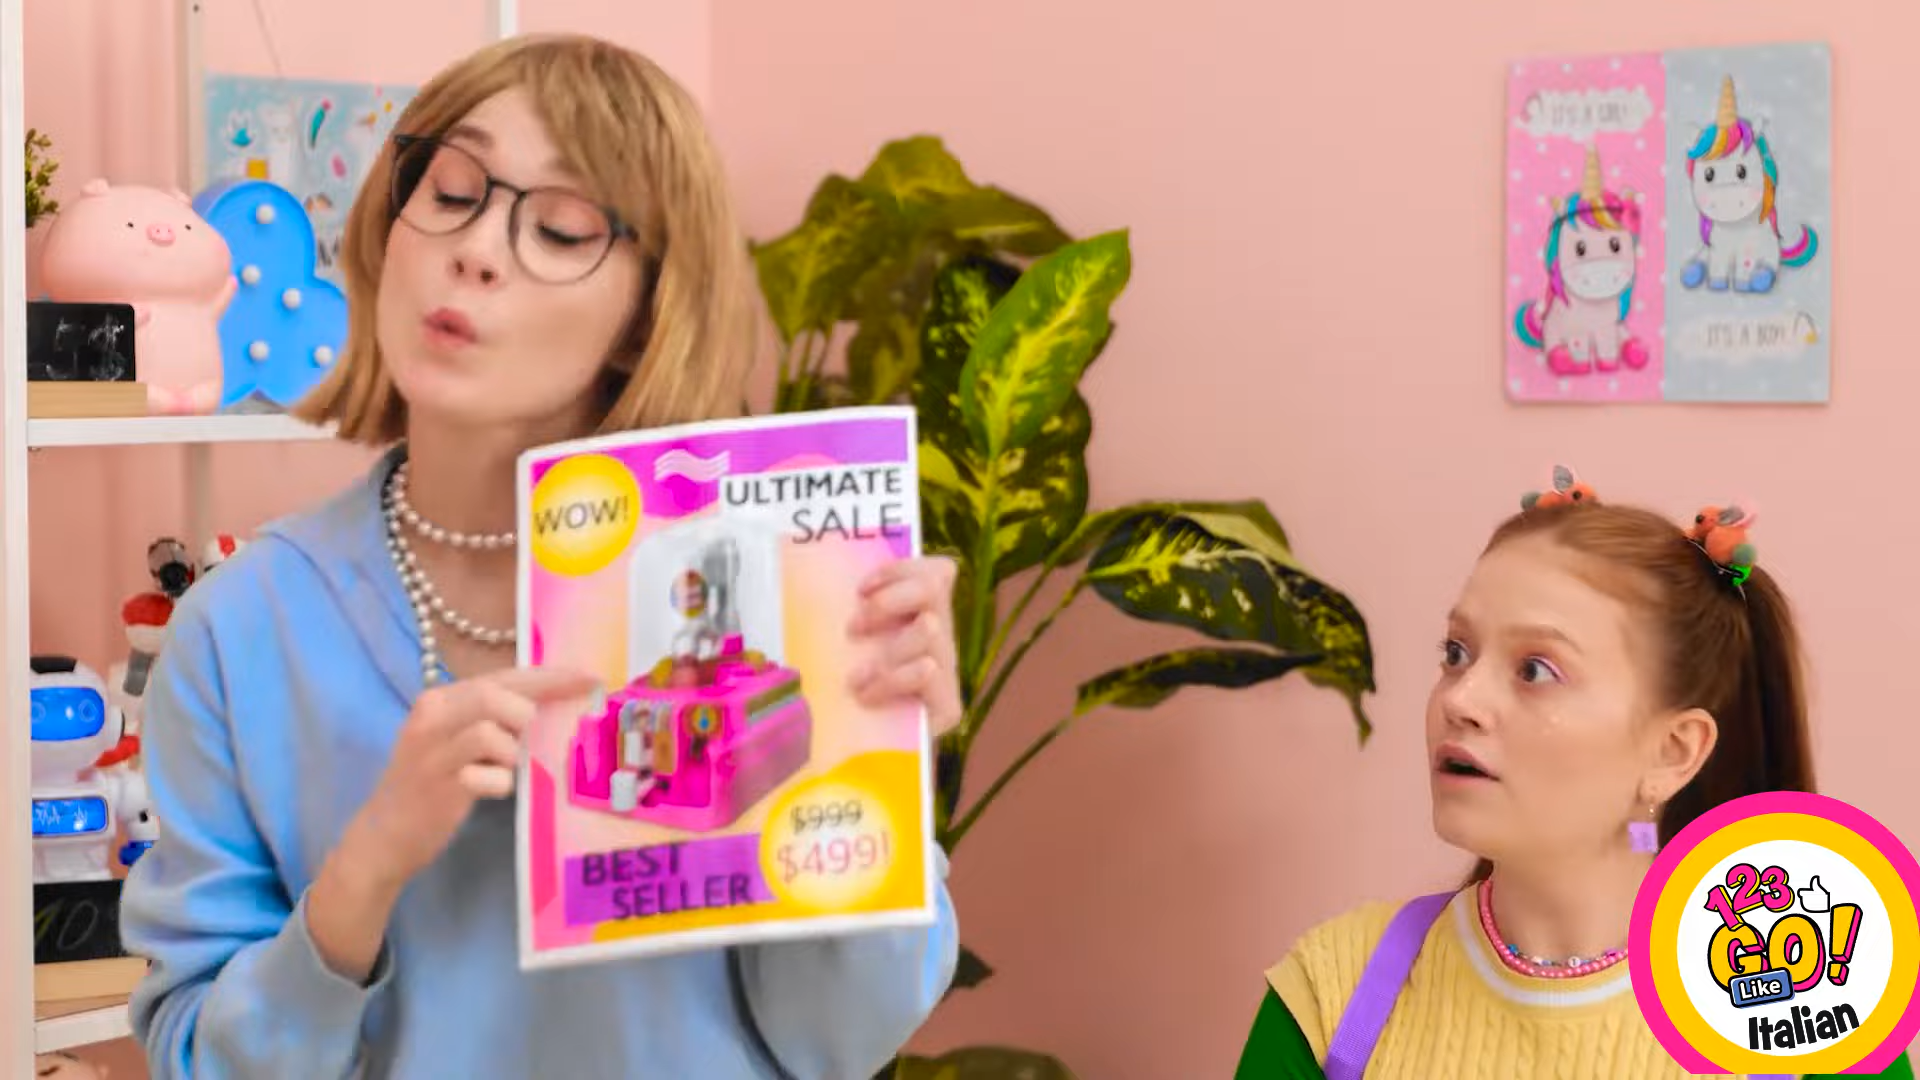 IT'S A GIRL!
IT'S A BOY!
WOW!
ULTIMATE
SALE
$999
$499!
BEST
SELLER
123
GO!
Like
Italian